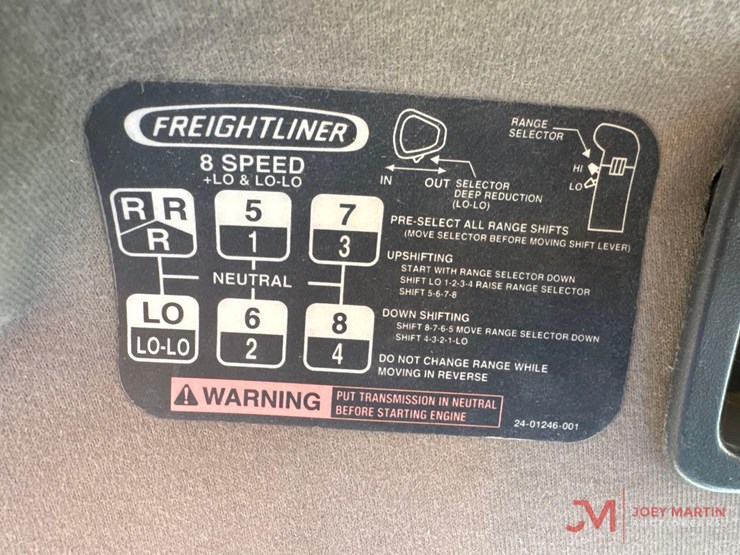 FREIGHTLINER
8 SPEED
+LO & LO-LO
R R
R
5
1
7
3
NEUTRAL
LO
LO-LO
6
2
8
4
IN
OUT
SELECTOR
DEEP REDUCTION
(LO-LO)
RANGE
SELECTOR
HI
LO
PRE-SELECT ALL RANGE SHIFTS
(MOVE SELECTOR BEFORE MOVING SHIFT LEVER)
UPSHIFTING
START WITH RANGE SELECTOR DOWN
SHIFT LO 1-2-3-4 RAISE RANGE SELECTOR
SHIFT 5-6-7-8
DOWN SHIFTING
SHIFT 8-7-6-5 MOVE RANGE SELECTOR DOWN
SHIFT 4-3-2-1-LO
DO NOT CHANGE RANGE WHILE
MOVING IN REVERSE
WARNING
PUT TRANSMISSION IN NEUTRAL
BEFORE STARTING ENGINE
24-01246-001
JM
JOEY MARTIN
AUCTIONEERS